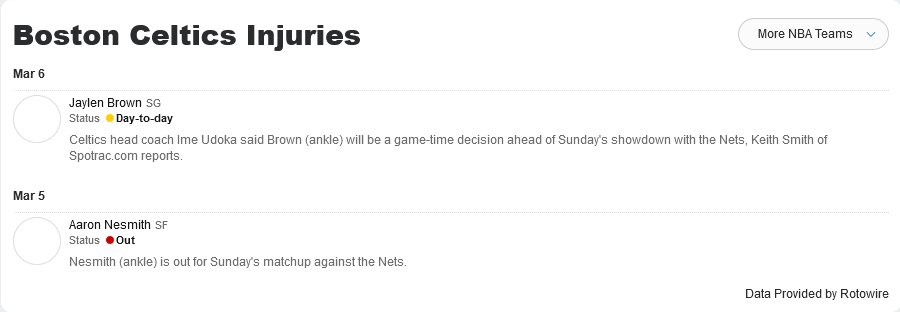 Boston Celtics Injuries
More NBA Teams
Mar 6
Jaylen Brown SG
Status Day-to-day
Celtics head coach Ime Udoka said Brown (ankle) will be a game-time decision ahead of Sunday's showdown with the Nets, Keith Smith of
Spotrac.com reports.
Mar 5
Aaron Nesmith SF
Status Out
Nesmith (ankle) is out for Sunday's matchup against the Nets.
Data Provided by Rotowire